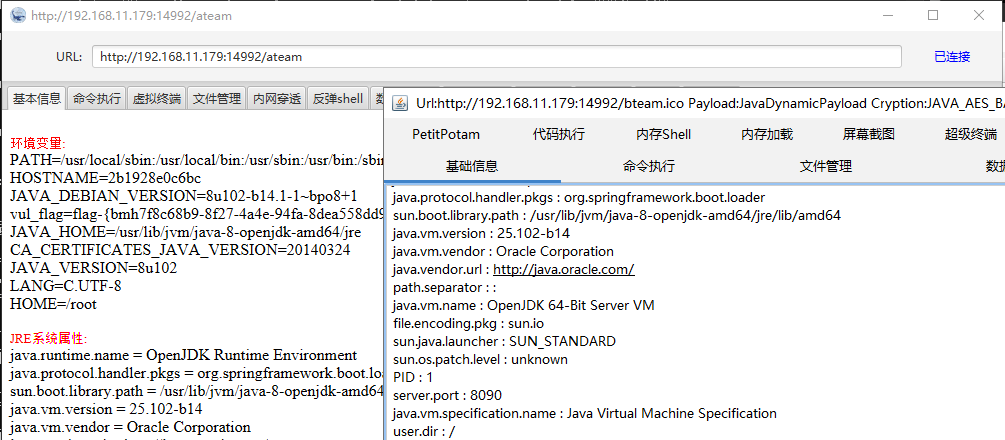 http://192.168.11.179:14992/ateam
URL: http://192.168.11.179:14992/ateam 已连接
基本信息 命令执行 虚拟终端 文件管理 内网穿透 反弹shell
环境变量:
PATH=/usr/local/sbin:/usr/local/bin:/usr/sbin:/usr/bin:/sbin
HOSTNAME=2b1928e0c6bc
JAVA_DEBIAN_VERSION=8u102-b14.1-1~bpo8+1
vul_flag=flag-{bmh7f8c68b9-8f27-4a4e-94fa-8dea558dd9
JAVA_HOME=/usr/lib/jvm/java-8-openjdk-amd64/jre
CA_CERTIFICATES_JAVA_VERSION=20140324
JAVA_VERSION=8u102
LANG=C.UTF-8
HOME=/root
JRE系统属性:
java.runtime.name = OpenJDK Runtime Environment
java.protocol.handler.pkgs = org.springframework.boot.loa
sun.boot.library.path = /usr/lib/jvm/java-8-openjdk-amd64
java.vm.version = 25.102-b14
java.vm.vendor = Oracle Corporation
Url:http://192.168.11.179:14992/bteam.ico Payload:JavaDynamicPayload Cryption:JAVA_AES_BA
PetitPotam 代码执行 内存Shell 内存加载 屏幕截图 超级终端
基础信息 命令执行 文件管理 数据
java.protocol.handler.pkgs : org.springframework.boot.loader
sun.boot.library.path : /usr/lib/jvm/java-8-openjdk-amd64/jre/lib/amd64
java.vm.version : 25.102-b14
java.vm.vendor : Oracle Corporation
java.vendor.url : http://java.oracle.com/
path.separator : :
java.vm.name : OpenJDK 64-Bit Server VM
file.encoding.pkg : sun.io
sun.java.launcher : SUN_STANDARD
sun.os.patch.level : unknown
PID : 1
server.port : 8090
java.vm.specification.name : Java Virtual Machine Specification
user.dir : /